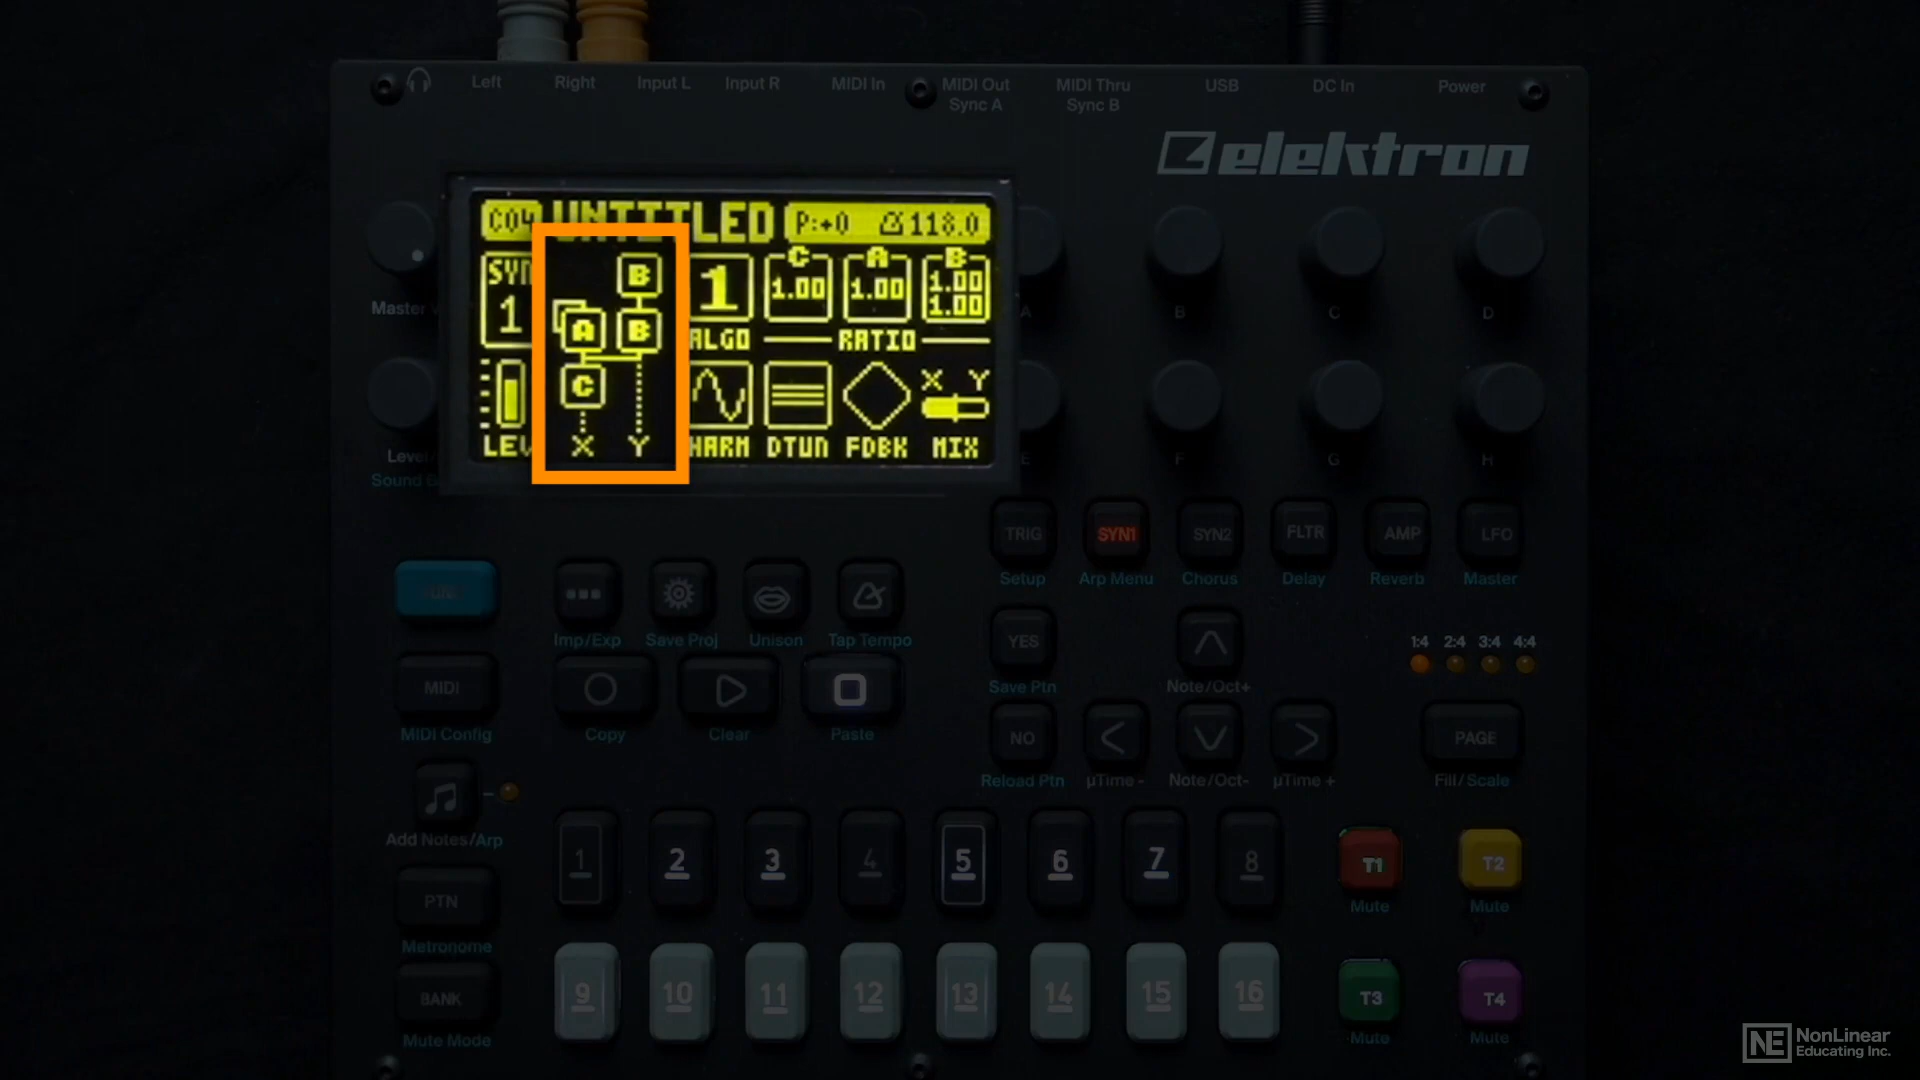 Left Right Input L Input R MIDI In MIDI Out MIDI Thru USB DC In Power
Sync A Sync B
elektron
C04 UNTITLED P:+0 118.0
SYN
1
B
A B
C
X Y
1
ALGO
C
1.00
A
1.00
B
1.00
1.00
RATIO
LEV
HARM DTUN FDBK
X Y
MIX
Master
A B C D
Level
Sound
E F G H
TRIG SYN1 SYN2 FLTR AMP LFO
Setup Arp Menu Chorus Delay Reverb Master
Imp/Exp Save Proj Unison Tap Tempo
YES
Save Ptn Note/Oct+
1:4 2:4 3:4 4:4
MIDI
MIDI Config
Copy Clear Paste
NO PAGE
Reload Ptn µTime - Note/Oct- µTime + Fill/Scale
Add Notes/Arp
1 2 3 4 5 6 7 8 T1 T2
Mute Mute
PTN
Metronome
BANK
Mute Mode
9 10 11 12 13 14 15 16 T3 T4
Mute Mute
NE NonLinear
Educating Inc.